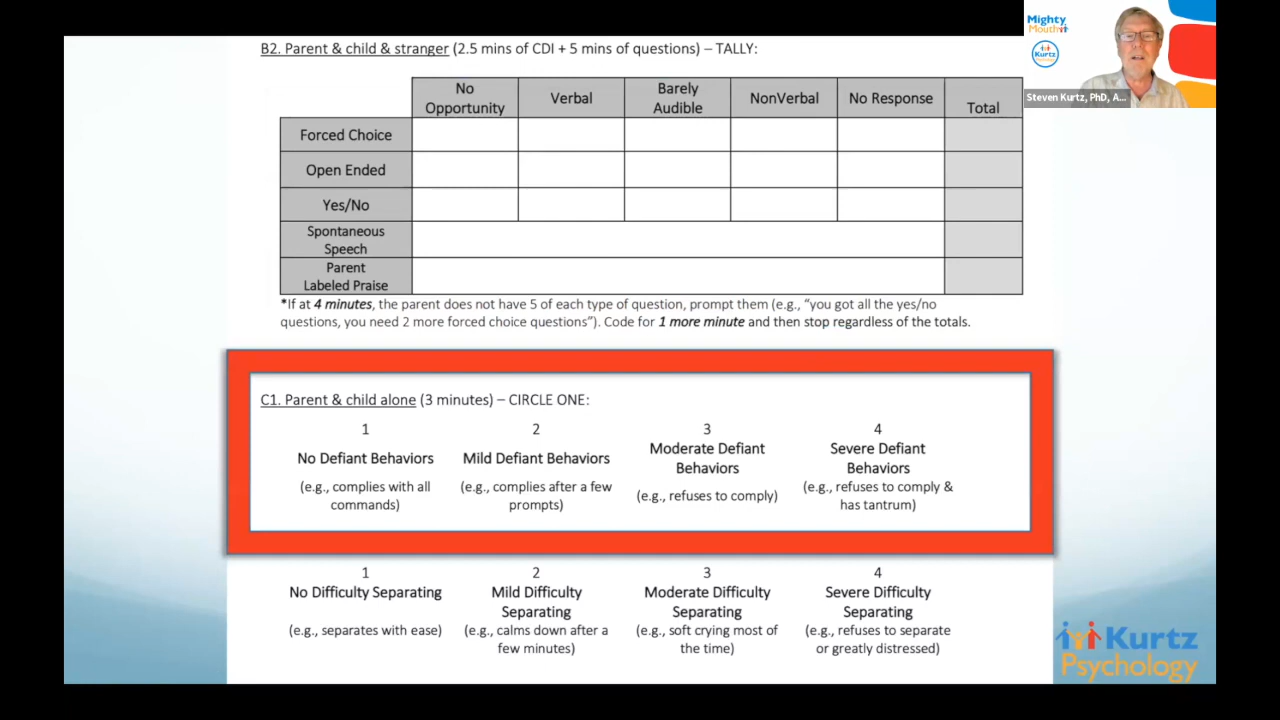 Mighty
Mouth
Kurtz
Steven Kurtz, PhD, A...
B2. Parent & child & stranger (2.5 mins of CDI + 5 mins of questions) – TALLY:
No Opportunity Verbal Barely Audible NonVerbal No Response Total
Forced Choice
Open Ended
Yes/No
Spontaneous
Speech
Parent
Labeled Praise
*If at 4 minutes, the parent does not have 5 of each type of question, prompt them (e.g., “you got all the yes/no
questions, you need 2 more forced choice questions”). Code for 1 more minute and then stop regardless of the totals.
C1. Parent & child alone (3 minutes) – CIRCLE ONE:
1 2 3 4
No Defiant Behaviors Mild Defiant Behaviors Moderate Defiant Behaviors Severe Defiant Behaviors
(e.g., complies with all commands) (e.g., complies after a few prompts) (e.g., refuses to comply) (e.g., refuses to comply & has tantrum)
1 2 3 4
No Difficulty Separating Mild Difficulty Separating Moderate Difficulty Separating Severe Difficulty Separating
(e.g., separates with ease) (e.g., calms down after a few minutes) (e.g., soft crying most of the time) (e.g., refuses to separate or greatly distressed)
Kurtz
Psychology